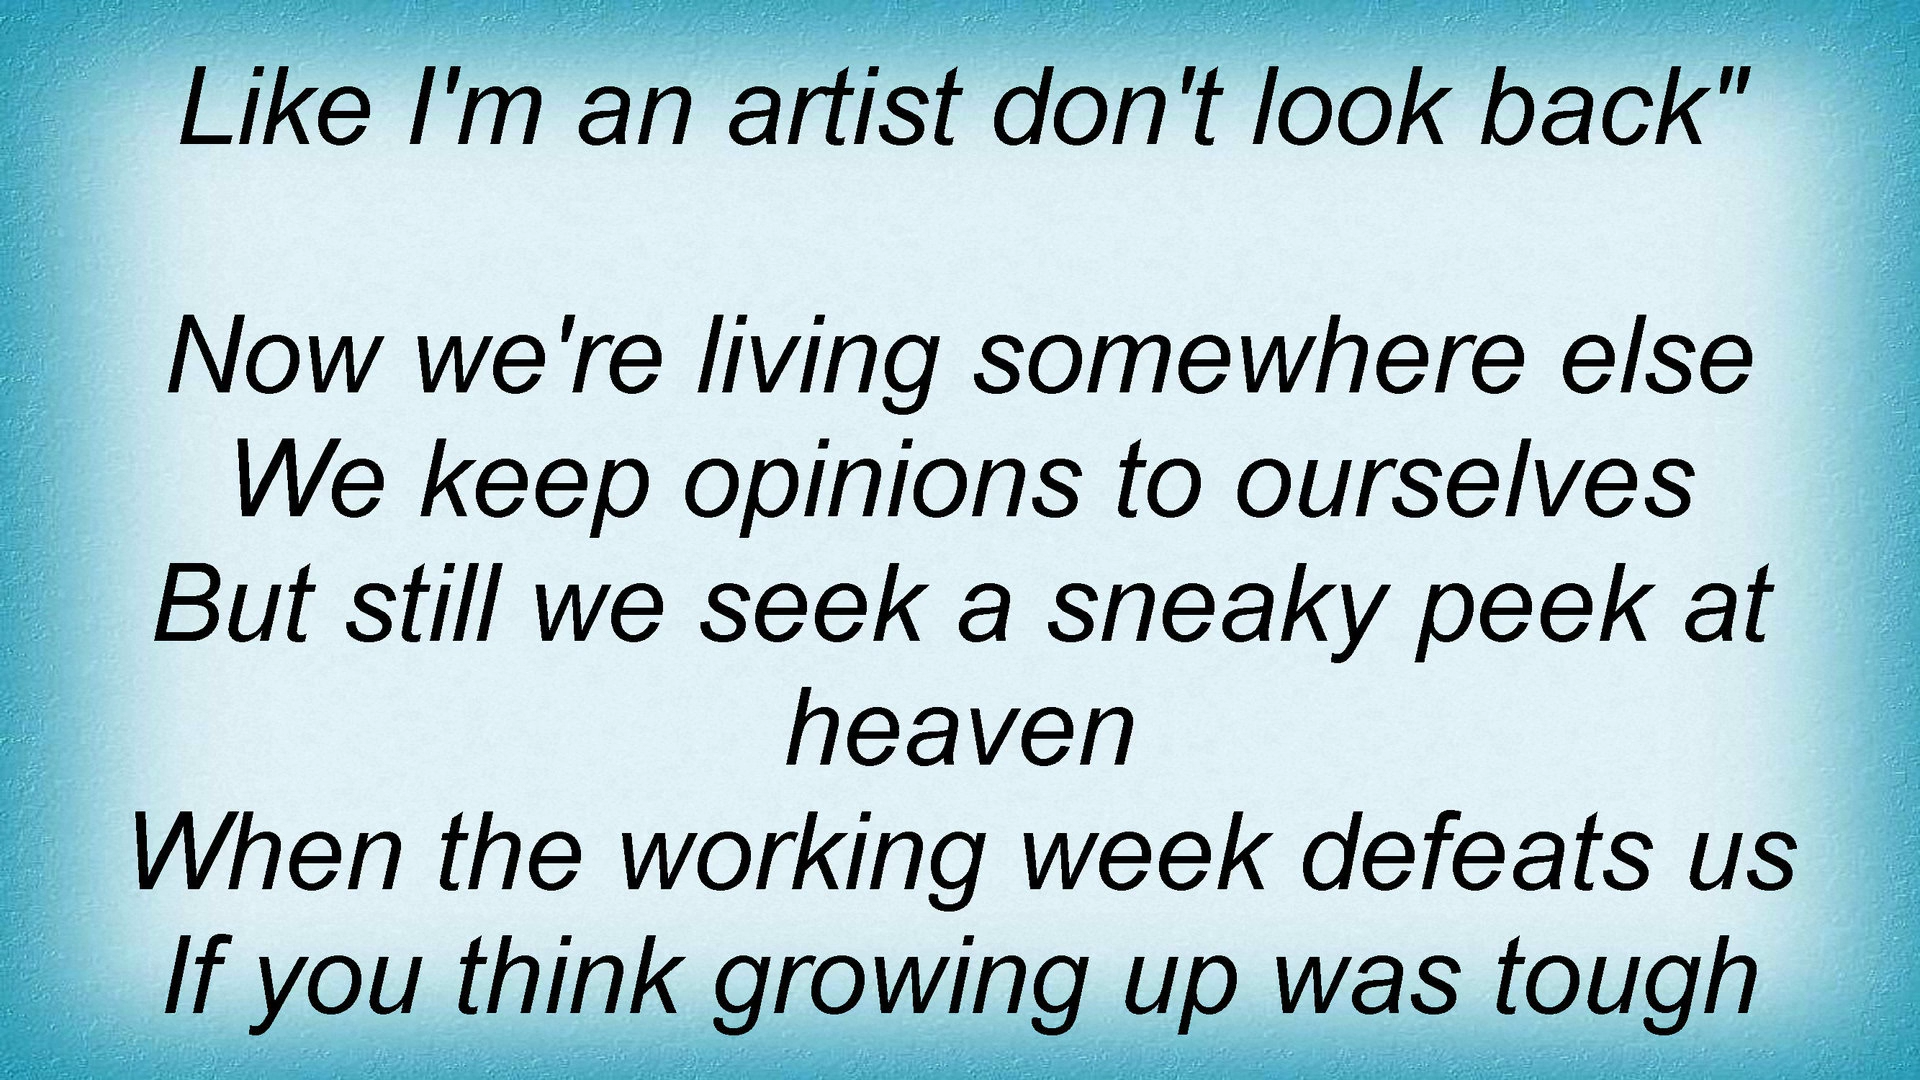 Like I'm an artist don't look back"
Now we're living somewhere else
We keep opinions to ourselves
But still we seek a sneaky peek at
heaven
When the working week defeats us
If you think growing up was tough